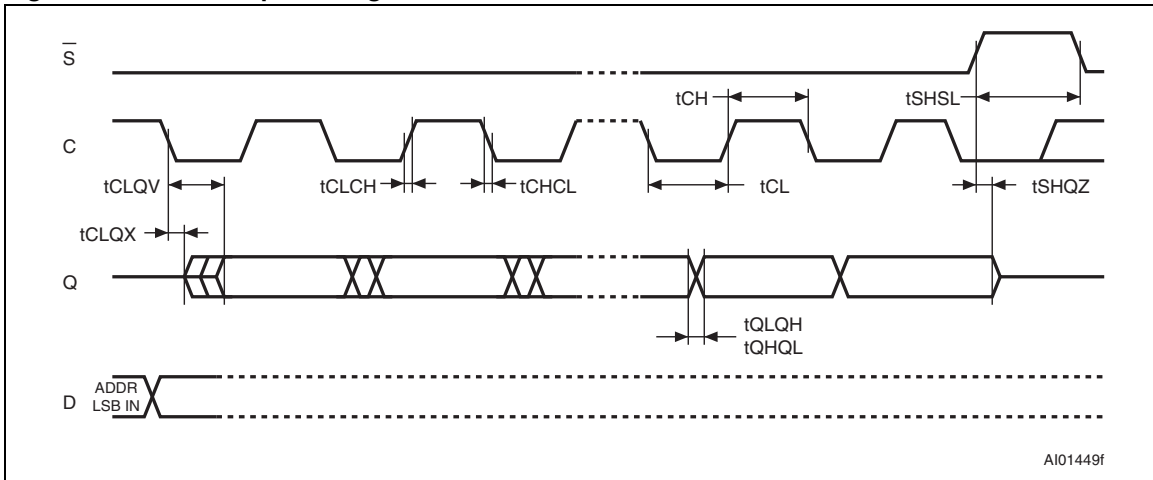 S̅
tCH
tSHSL
C
tCLQV
tCLCH
tCHCL
tCL
tSHQZ
tCLQX
Q
tQLQH
tQHQL
D
ADDR
LSB IN
AI01449f